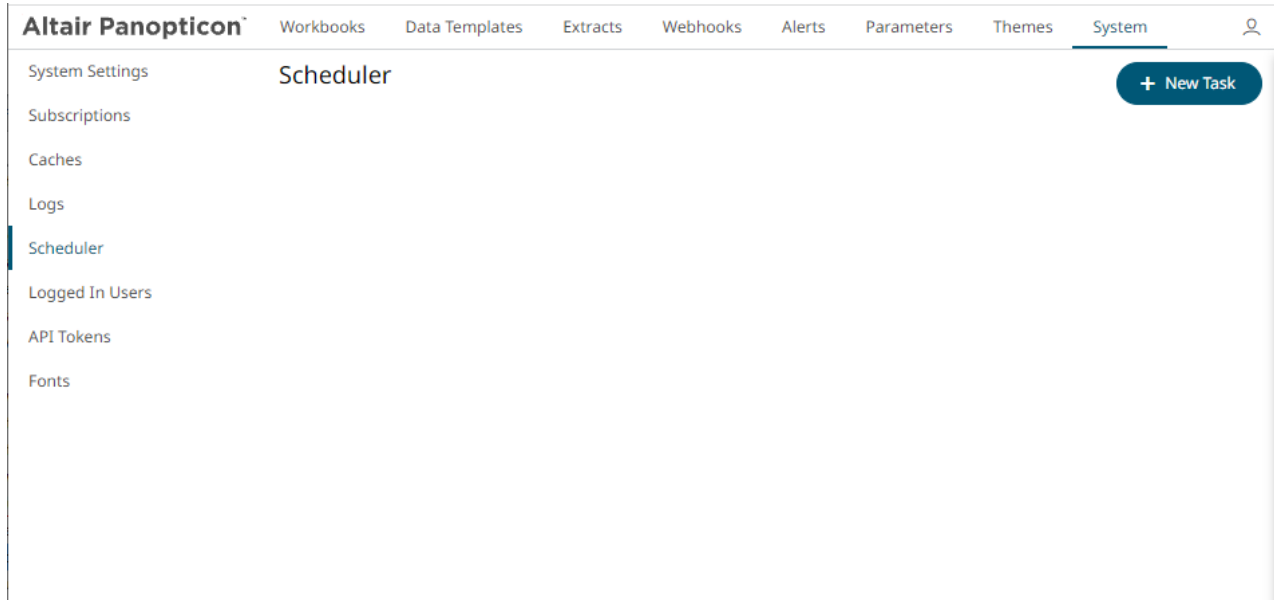 Altair Panopticon™ Workbooks Data Templates Extracts Webhooks Alerts Parameters Themes System
System Settings
Scheduler
+ New Task
Subscriptions
Caches
Logs
Scheduler
Logged In Users
API Tokens
Fonts